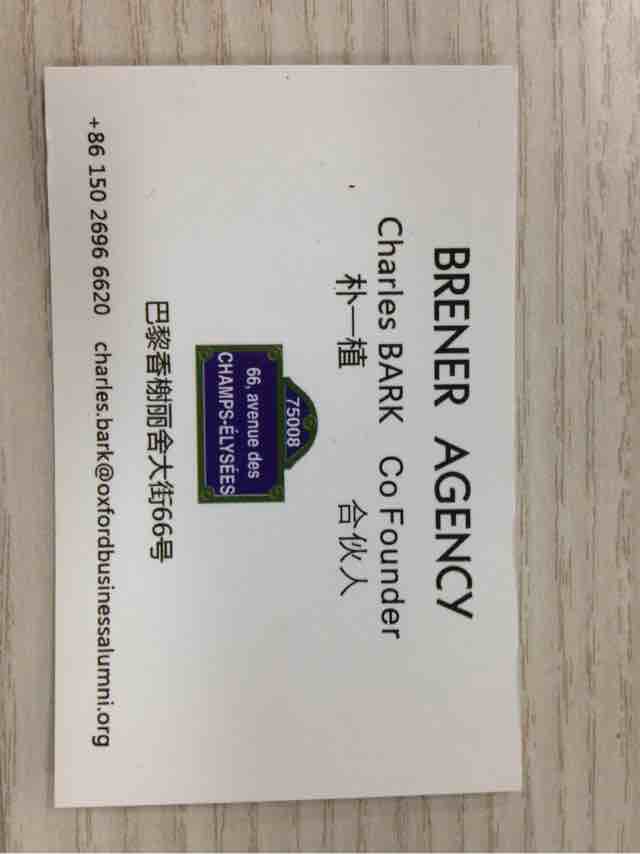 BRENER AGENCY
Charles BARK Co Founder
朴一植 合伙人
75008
66, avenue des
CHAMPS-ÉLYSÉES
巴黎香榭丽舍大街66号
+86 150 2696 6620 charles.bark@oxfordbusinessalumni.org